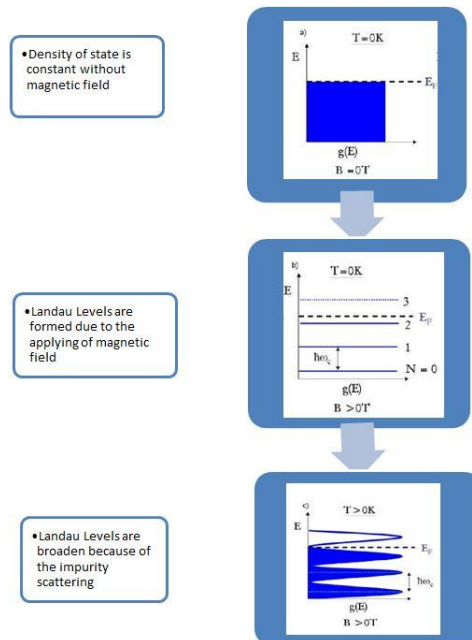 •Density of state is
constant without
magnetic field
a)
T=0K
E
E_F
g(E)
B =0T
•Landau Levels are
formed due to the
applying of magnetic
field
b)
T=0K
E
3
E_F
2
1
ħω_c
N = 0
g(E)
B >0T
•Landau Levels are
broaden because of
the impurity
scattering
c)
T>0K
E
E_F
ħω_c
g(E)
B >0T